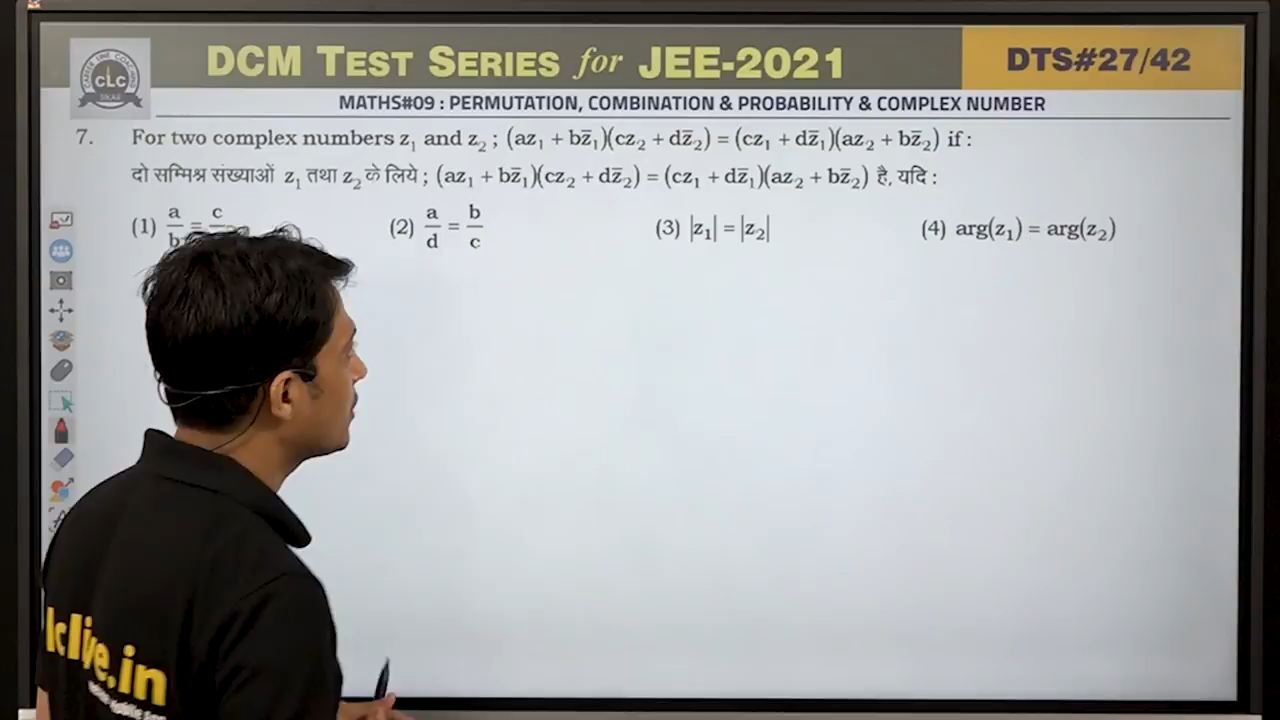 DCM TEST SERIES for JEE-2021
DTS#27/42
CLC
MATHS#09 : PERMUTATION, COMBINATION & PROBABILITY & COMPLEX NUMBER
7. For two complex numbers z₁ and z₂ ; (az₁ + bz̄₁)(cz₂ + dz̄₂) = (cz₁ + dz̄₁)(az₂ + bz̄₂) if :
दो सम्मिश्र संख्याओं z₁ तथा z₂ के लिये ; (az₁ + bz̄₁)(cz₂ + dz̄₂) = (cz₁ + dz̄₁)(az₂ + bz̄₂) है, यदि :
(1) a/b = c (2) a/d = b/c (3) |z₁| = |z₂| (4) arg(z₁) = arg(z₂)